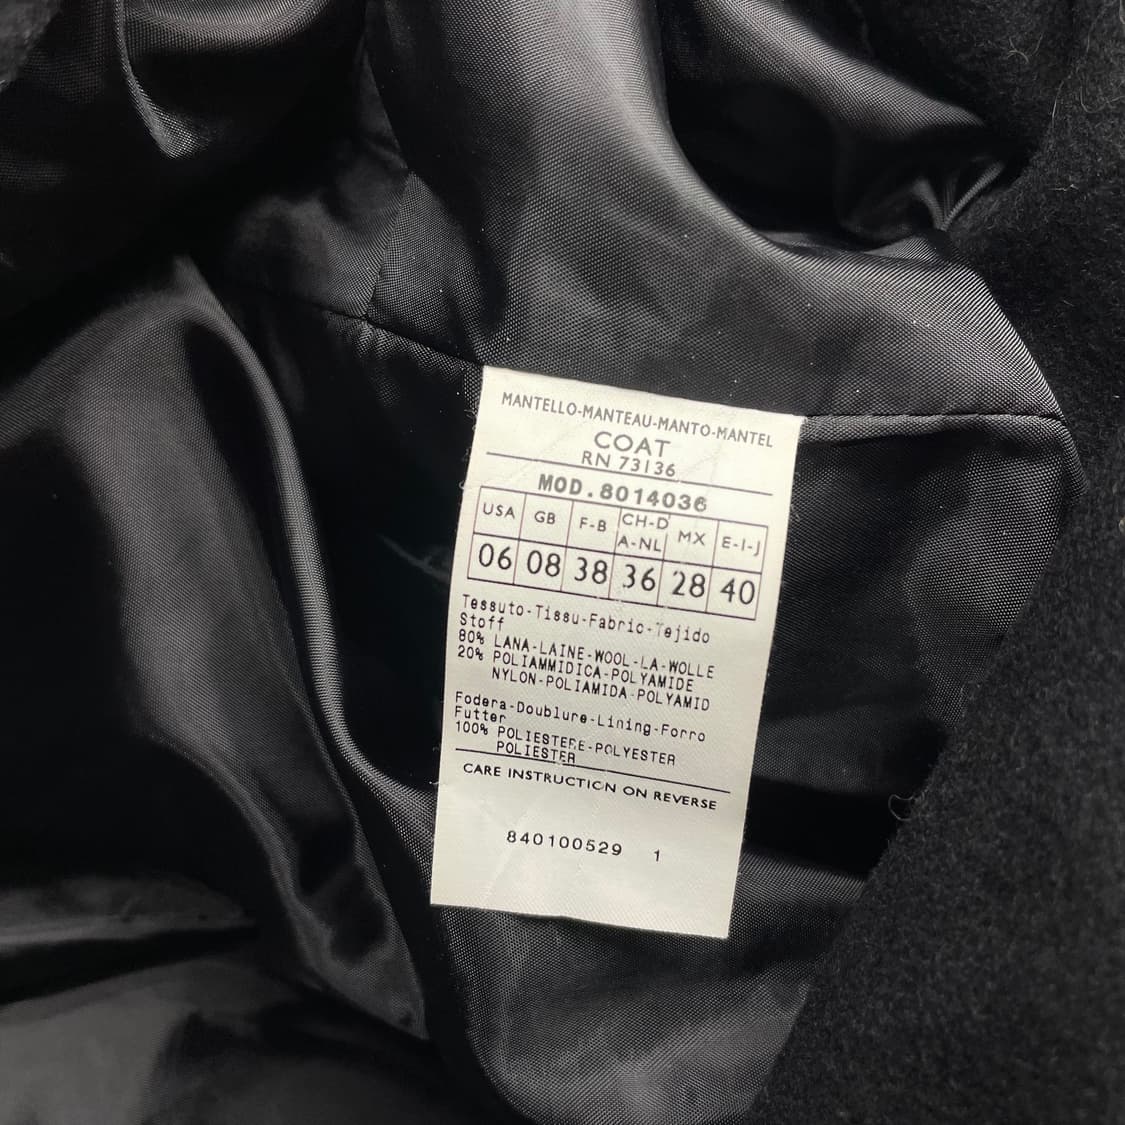 MANTELLO-MANTEAU-MANTO-MANTEL
COAT
RN 73136
MOD.8014036
USA GB F-B CH-D A-NL MX E-I-J
06 08 38 36 28 40
Tessuto-Tissu-Fabric-Tejido
Stoff
80% LANA-LAINE-WOOL-LA-WOLLE
20% POLIAMMIDICA-POLYAMIDE
NYLON-POLIAMIDA-POLYAMID
Fodera-Doublure-Lining-Forro
Futter
100% POLIESTERE-POLYESTER
POLIESTER
CARE INSTRUCTION ON REVERSE
840100529 1